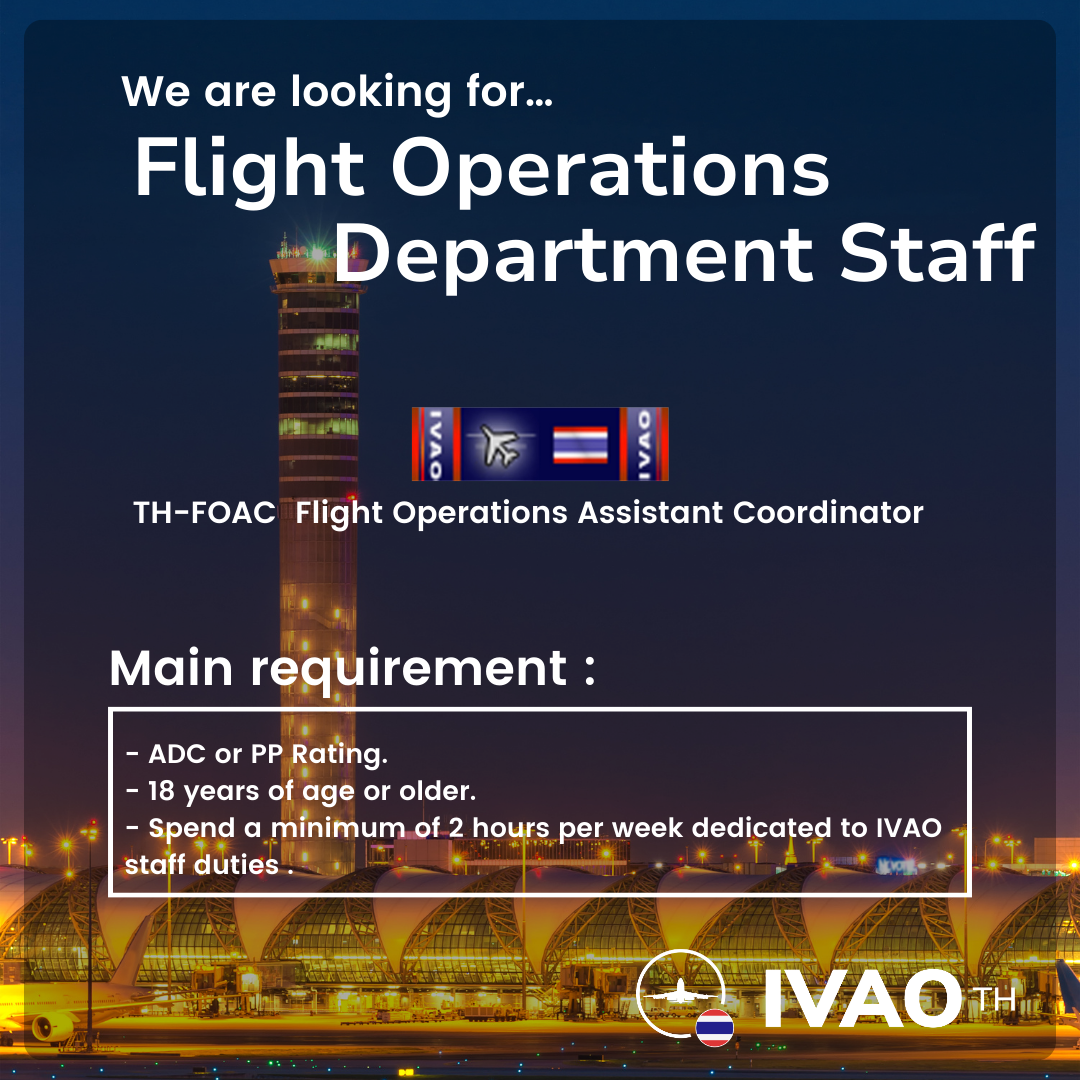 We are looking for...
Flight Operations
Department Staff
IVAO IVAO
TH-FOAC Flight Operations Assistant Coordinator
Main requirement :
- ADC or PP Rating.
- 18 years of age or older.
- Spend a minimum of 2 hours per week dedicated to IVAO
staff duties .
IVAO TH